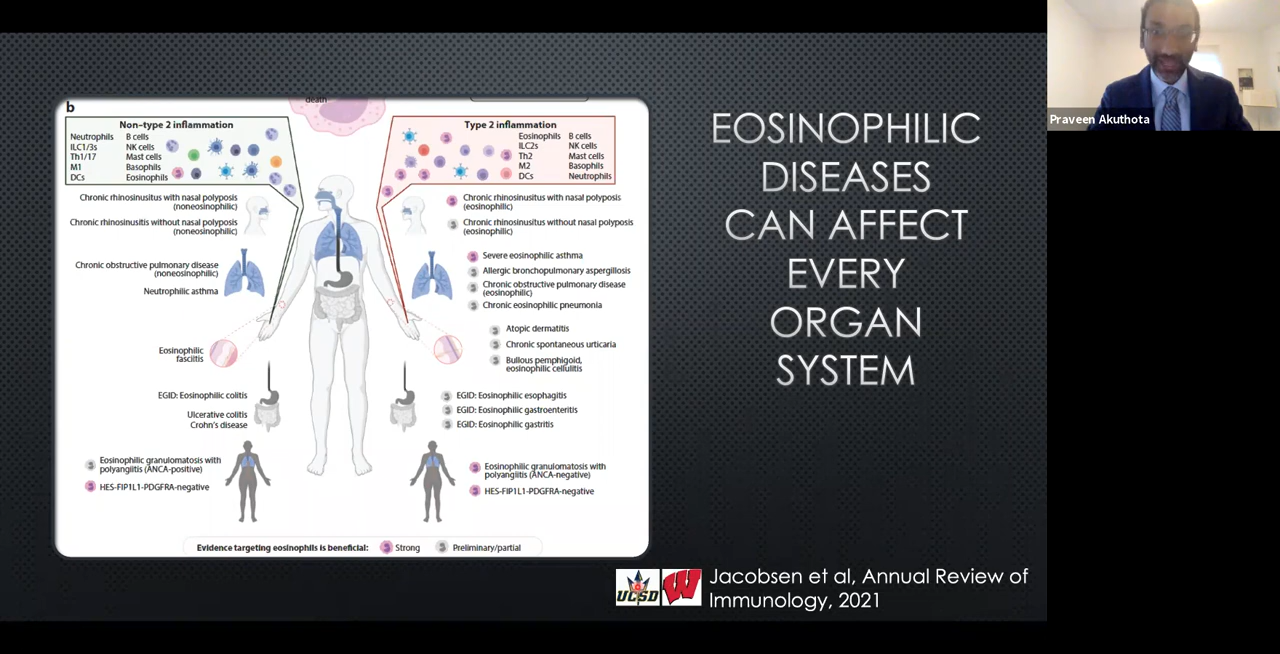 Praveen Akuthota
EOSINOPHILIC
DISEASES
CAN AFFECT
EVERY
ORGAN
SYSTEM
b
death
Non-type 2 inflammation
Neutrophils
ILC1/3s
Th1/17
M1
DCs
B cells
NK cells
Mast cells
Basophils
Eosinophils
Type 2 inflammation
Eosinophils
ILC2s
Th2
M2
DCs
B cells
NK cells
Mast cells
Basophils
Neutrophils
Chronic rhinosinusitus with nasal polyposis
(noneosinophilic)
Chronic rhinosinusitis without nasal polyposis
(noneosinophilic)
Chronic rhinosinusitus with nasal polyposis
(eosinophilic)
Chronic rhinosinusitus without nasal polyposis
(eosinophilic)
Chronic obstructive pulmonary disease
(noneosinophilic)
Neutrophilic asthma
Severe eosinophilic asthma
Allergic bronchopulmonary aspergillosis
Chronic obstructive pulmonary disease
(eosinophilic)
Chronic eosinophilic pneumonia
Eosinophilic
fasciitis
Atopic dermatitis
Chronic spontaneous urticaria
Bullous pemphigoid,
eosinophilic cellulitis
EGID: Eosinophilic colitis
Ulcerative colitis
Crohn's disease
EGID: Eosinophilic esophagitis
EGID: Eosinophilic gastroenteritis
EGID: Eosinophilic gastritis
Eosinophilic granulomatosis with
polyangiitis (ANCA-positive)
HES-FIP1L1-PDGFRA-negative
Eosinophilic granulomatosis with
polyangiitis (ANCA-negative)
HES-FIP1L1-PDGFRA-negative
Evidence targeting eosinophils is beneficial: Strong Preliminary/partial
UCSD
W
Jacobsen et al, Annual Review of
Immunology, 2021